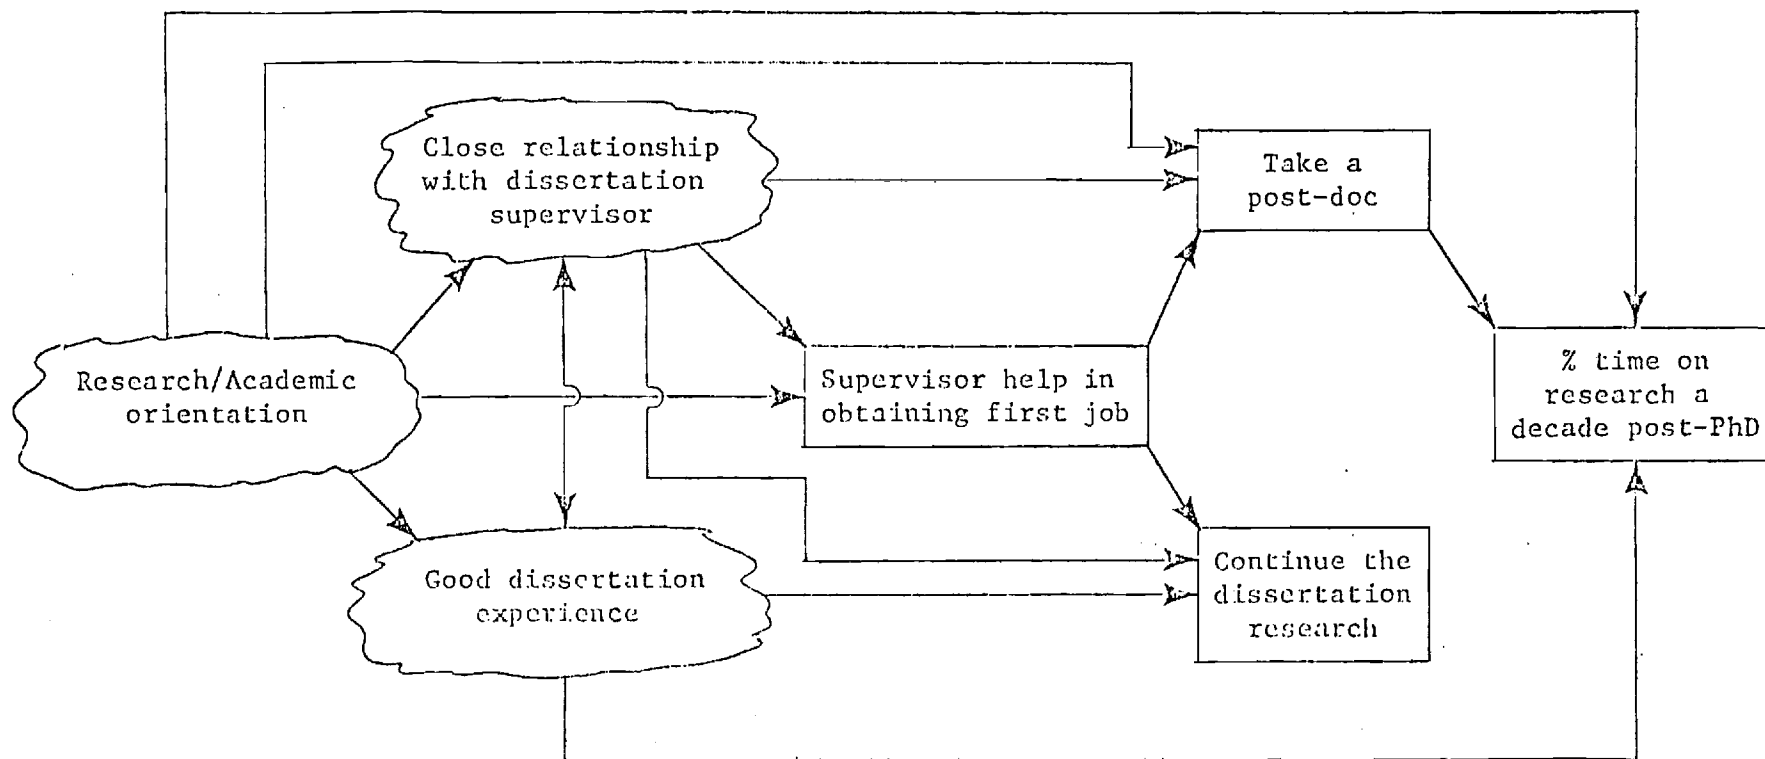 Close relationship
with dissertation
supervisor
Take a
post-doc
Research/Academic
orientation
Supervisor help in
obtaining first job
% time on
research a
decade post-PhD
Good dissertation
experience
Continue the
dissertation
research